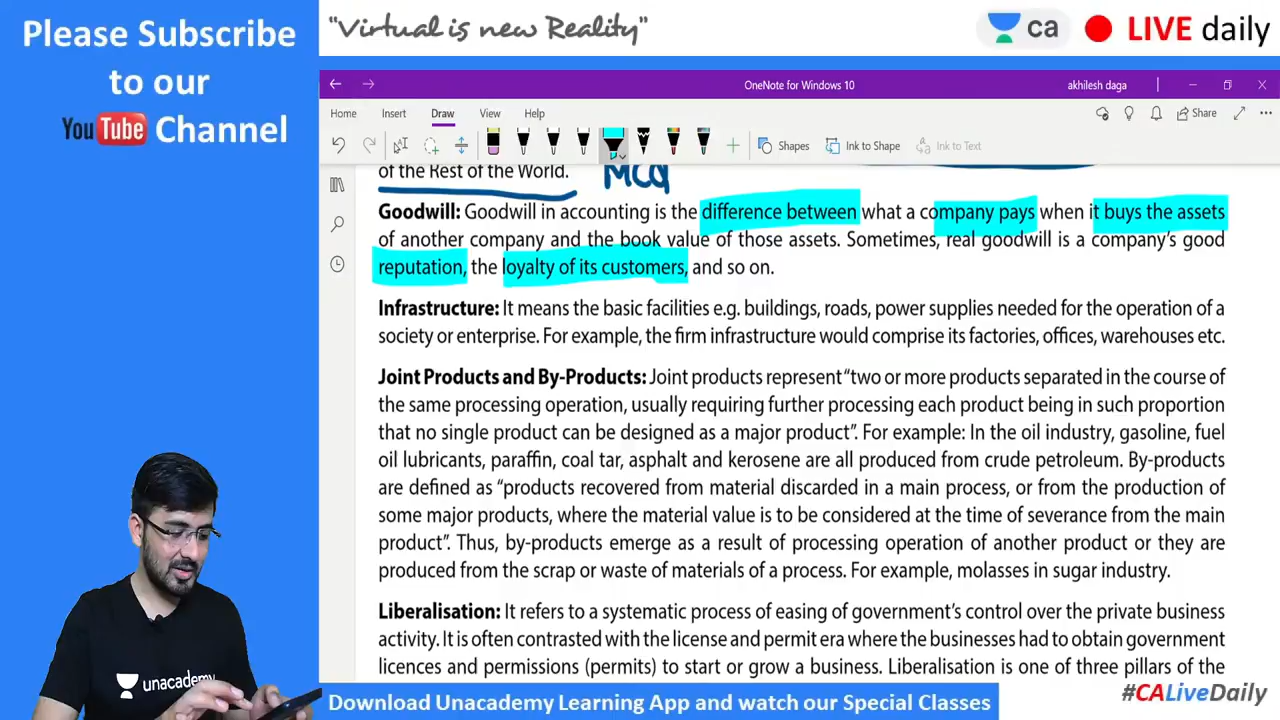 Please Subscribe
to our
YouTube Channel
"Virtual is new Reality"
ca
LIVE daily
OneNote for Windows 10
akhilesh daga
Home Insert Draw View Help
Share
Shapes
Ink to Shape
Ink to Text
of the Rest of the World. MCQ
Goodwill: Goodwill in accounting is the difference between what a company pays when it buys the assets
of another company and the book value of those assets. Sometimes, real goodwill is a company's good
reputation, the loyalty of its customers, and so on.
Infrastructure: It means the basic facilities e.g. buildings, roads, power supplies needed for the operation of a
society or enterprise. For example, the firm infrastructure would comprise its factories, offices, warehouses etc.
Joint Products and By-Products: Joint products represent "two or more products separated in the course of
the same processing operation, usually requiring further processing each product being in such proportion
that no single product can be designed as a major product". For example: In the oil industry, gasoline, fuel
oil lubricants, paraffin, coal tar, asphalt and kerosene are all produced from crude petroleum. By-products
are defined as "products recovered from material discarded in a main process, or from the production of
some major products, where the material value is to be considered at the time of severance from the main
product". Thus, by-products emerge as a result of processing operation of another product or they are
produced from the scrap or waste of materials of a process. For example, molasses in sugar industry.
Liberalisation: It refers to a systematic process of easing of government's control over the private business
activity. It is often contrasted with the license and permit era where the businesses had to obtain government
licences and permissions (permits) to start or grow a business. Liberalisation is one of three pillars of the
unacademy
Download Unacademy Learning App and watch our Special Classes
#CALiveDaily